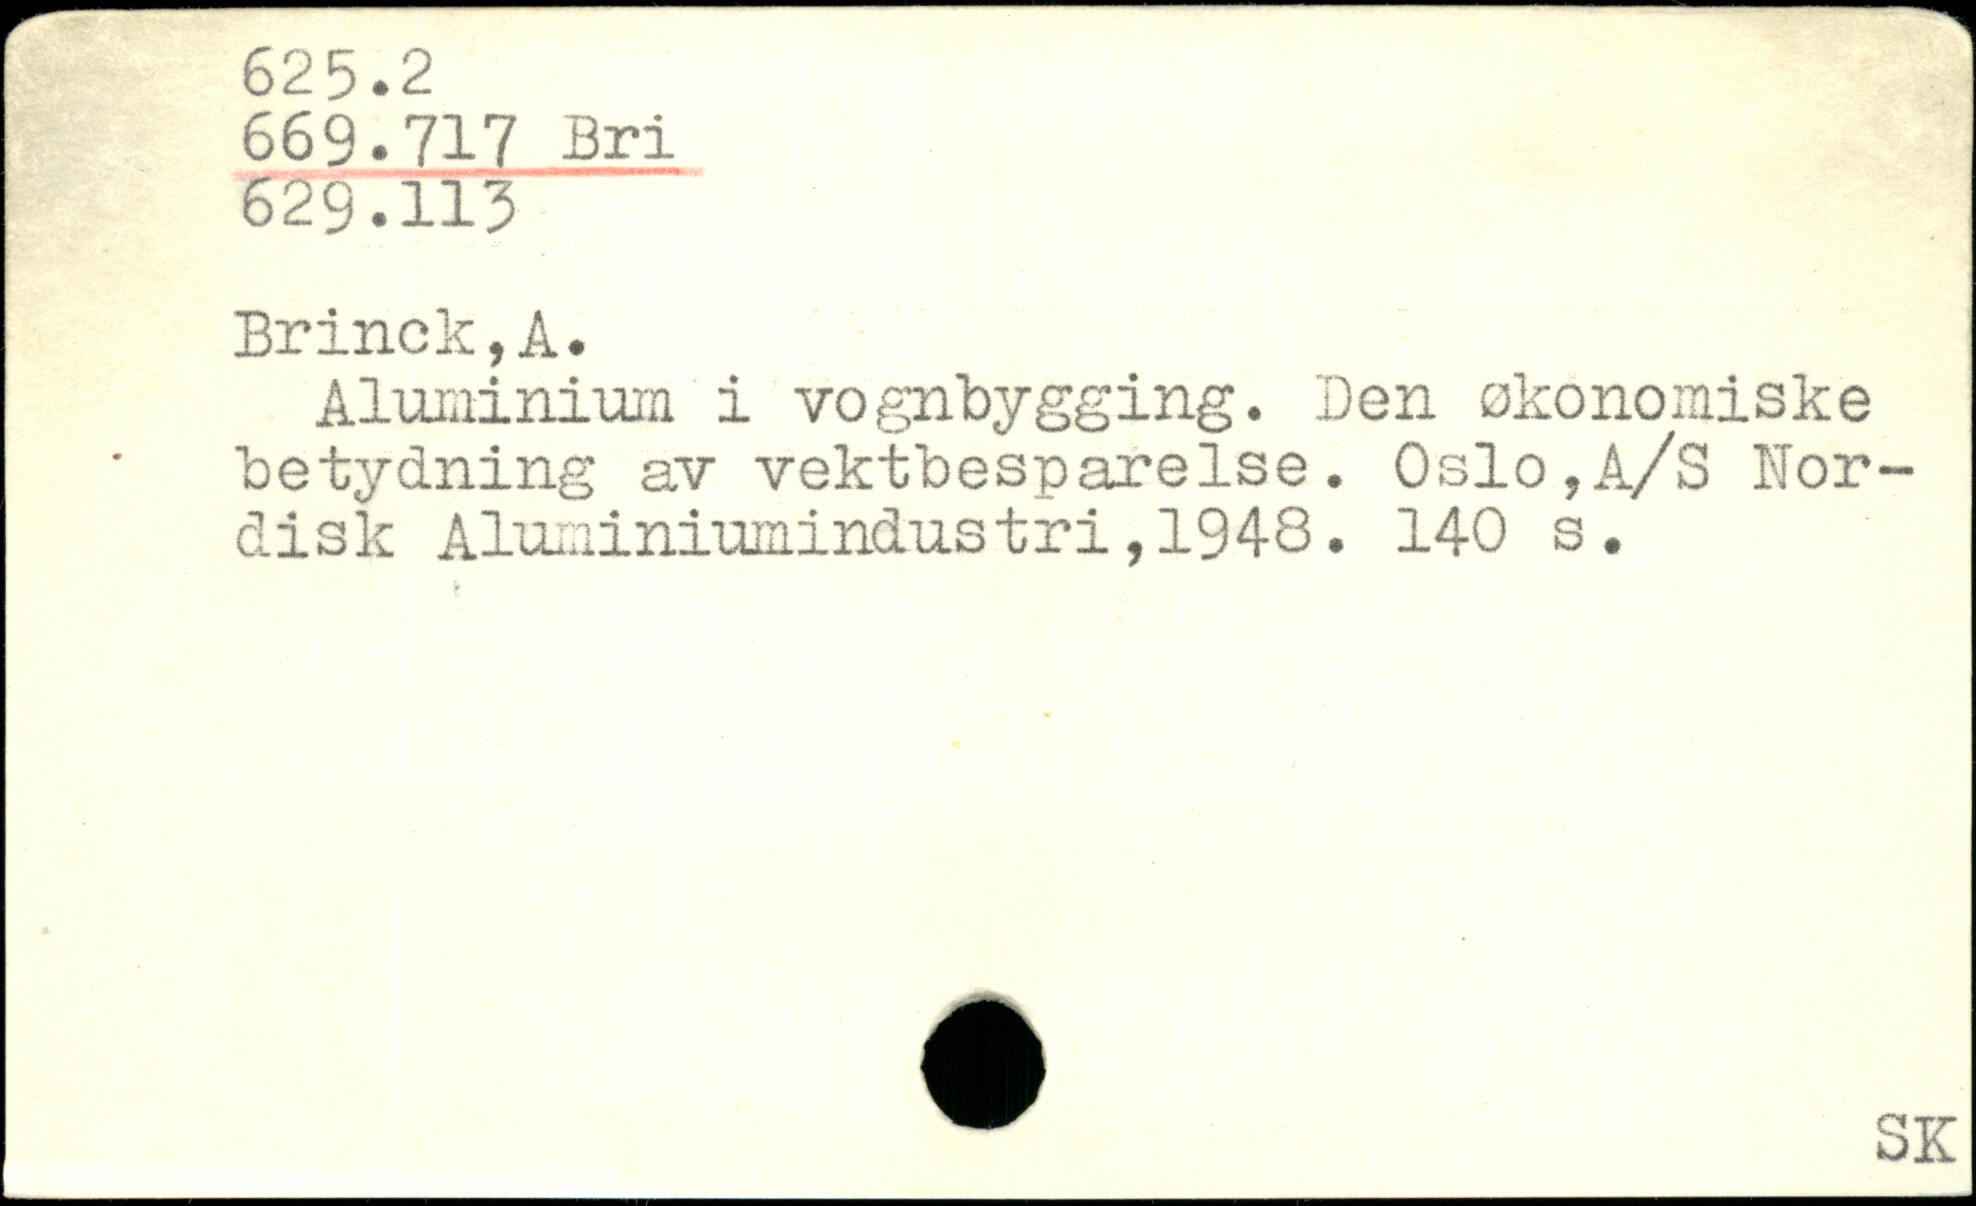 625.2
669.717 Bri
629.113
Brinck,A.
Aluminium i vognbygging. Den økonomiske
betydning av vektbesparelse. Oslo,A/S Nor-
disk Aluminiumindustri,1948. 140 s.
SK